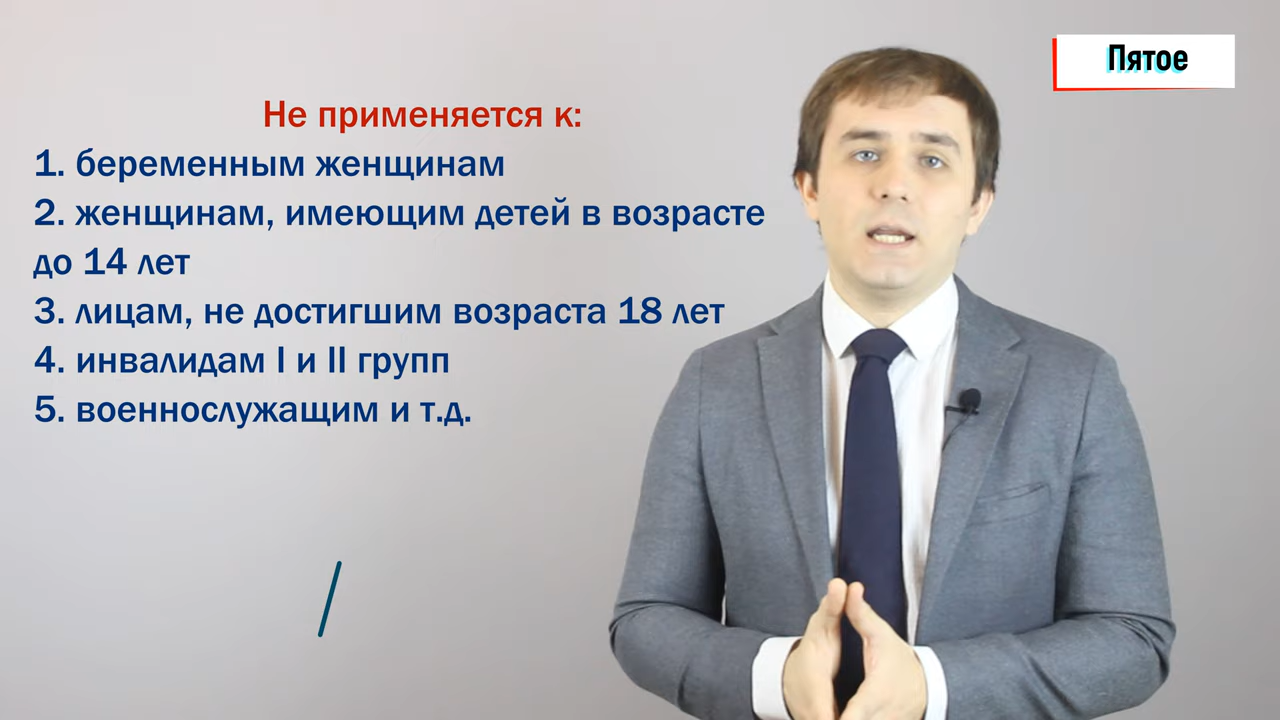 Пятое
Не применяется к:
1. беременным женщинам
2. женщинам, имеющим детей в возрасте
до 14 лет
3. лицам, не достигшим возраста 18 лет
4. инвалидам I и II групп
5. военнослужащим и т.д.